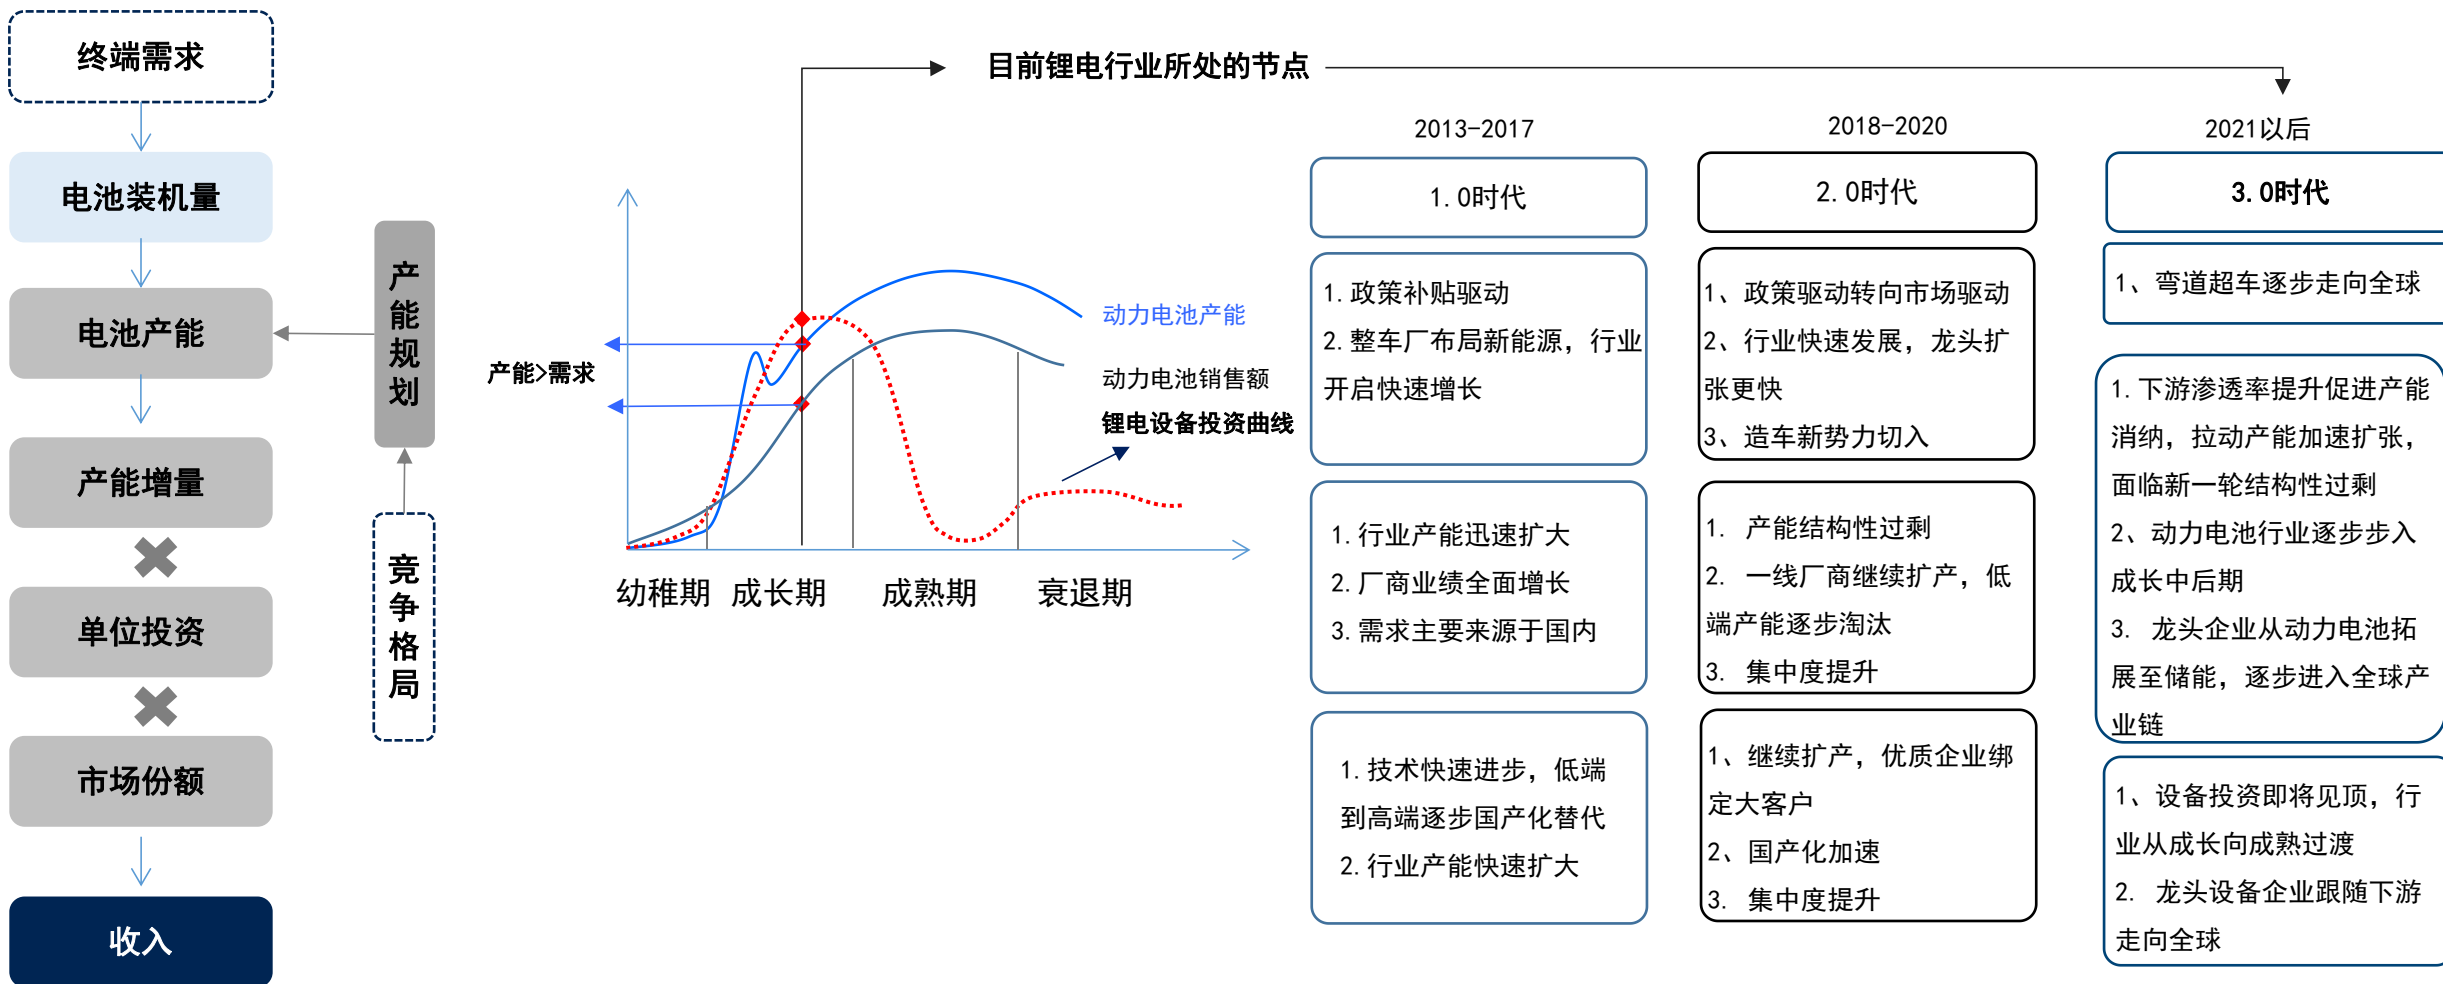 终端需求
电池装机量
电池产能
产能增量
单位投资
市场份额
收入
产能规划
竞争格局
目前锂电行业所处的节点
产能>需求
动力电池产能
动力电池销售额
锂电设备投资曲线
幼稚期
成长期
成熟期
衰退期
2013-2017
1.0时代
1.政策补贴驱动
2.整车厂布局新能源，行业
开启快速增长
1.行业产能迅速扩大
2.厂商业绩全面增长
3.需求主要来源于国内
1.技术快速进步，低端
到高端逐步国产化替代
2.行业产能快速扩大
2018-2020
2.0时代
1、政策驱动转向市场驱动
2、行业快速发展，龙头扩
张更快
3、造车新势力切入
1. 产能结构性过剩
2. 一线厂商继续扩产，低
端产能逐步淘汰
3. 集中度提升
1、继续扩产，优质企业绑
定大客户
2、国产化加速
3. 集中度提升
2021以后
3.0时代
1、弯道超车逐步走向全球
1.下游渗透率提升促进产能
消纳，拉动产能加速扩张，
面临新一轮结构性过剩
2、动力电池行业逐步步入
成长中后期
3. 龙头企业从动力电池拓
展至储能，逐步进入全球产
业链
1、设备投资即将见顶，行
业从成长向成熟过渡
2. 龙头设备企业跟随下游
走向全球